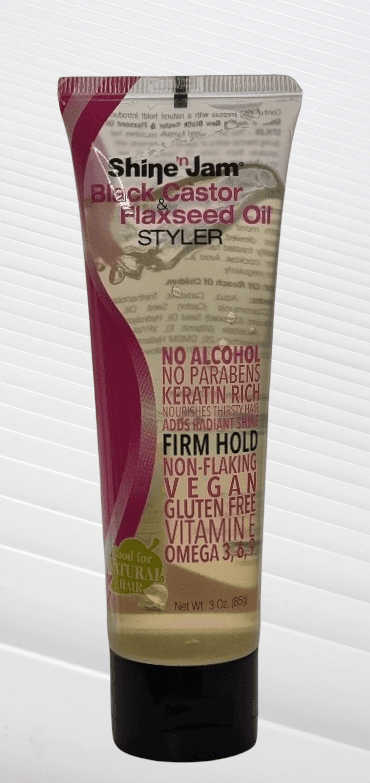 Shine 'n Jam®
Black Castor
&
Flaxseed Oil
STYLER
NO ALCOHOL
NO PARABENS
KERATIN RICH
NOURISHES THIRSTY HAIR
ADDS RADIANT SHINE
FIRM HOLD
NON-FLAKING
VEGAN
GLUTEN FREE
VITAMIN E
OMEGA 3, 6, 9
Good for
NATURAL
HAIR
Net Wt. 3 Oz. (85g)